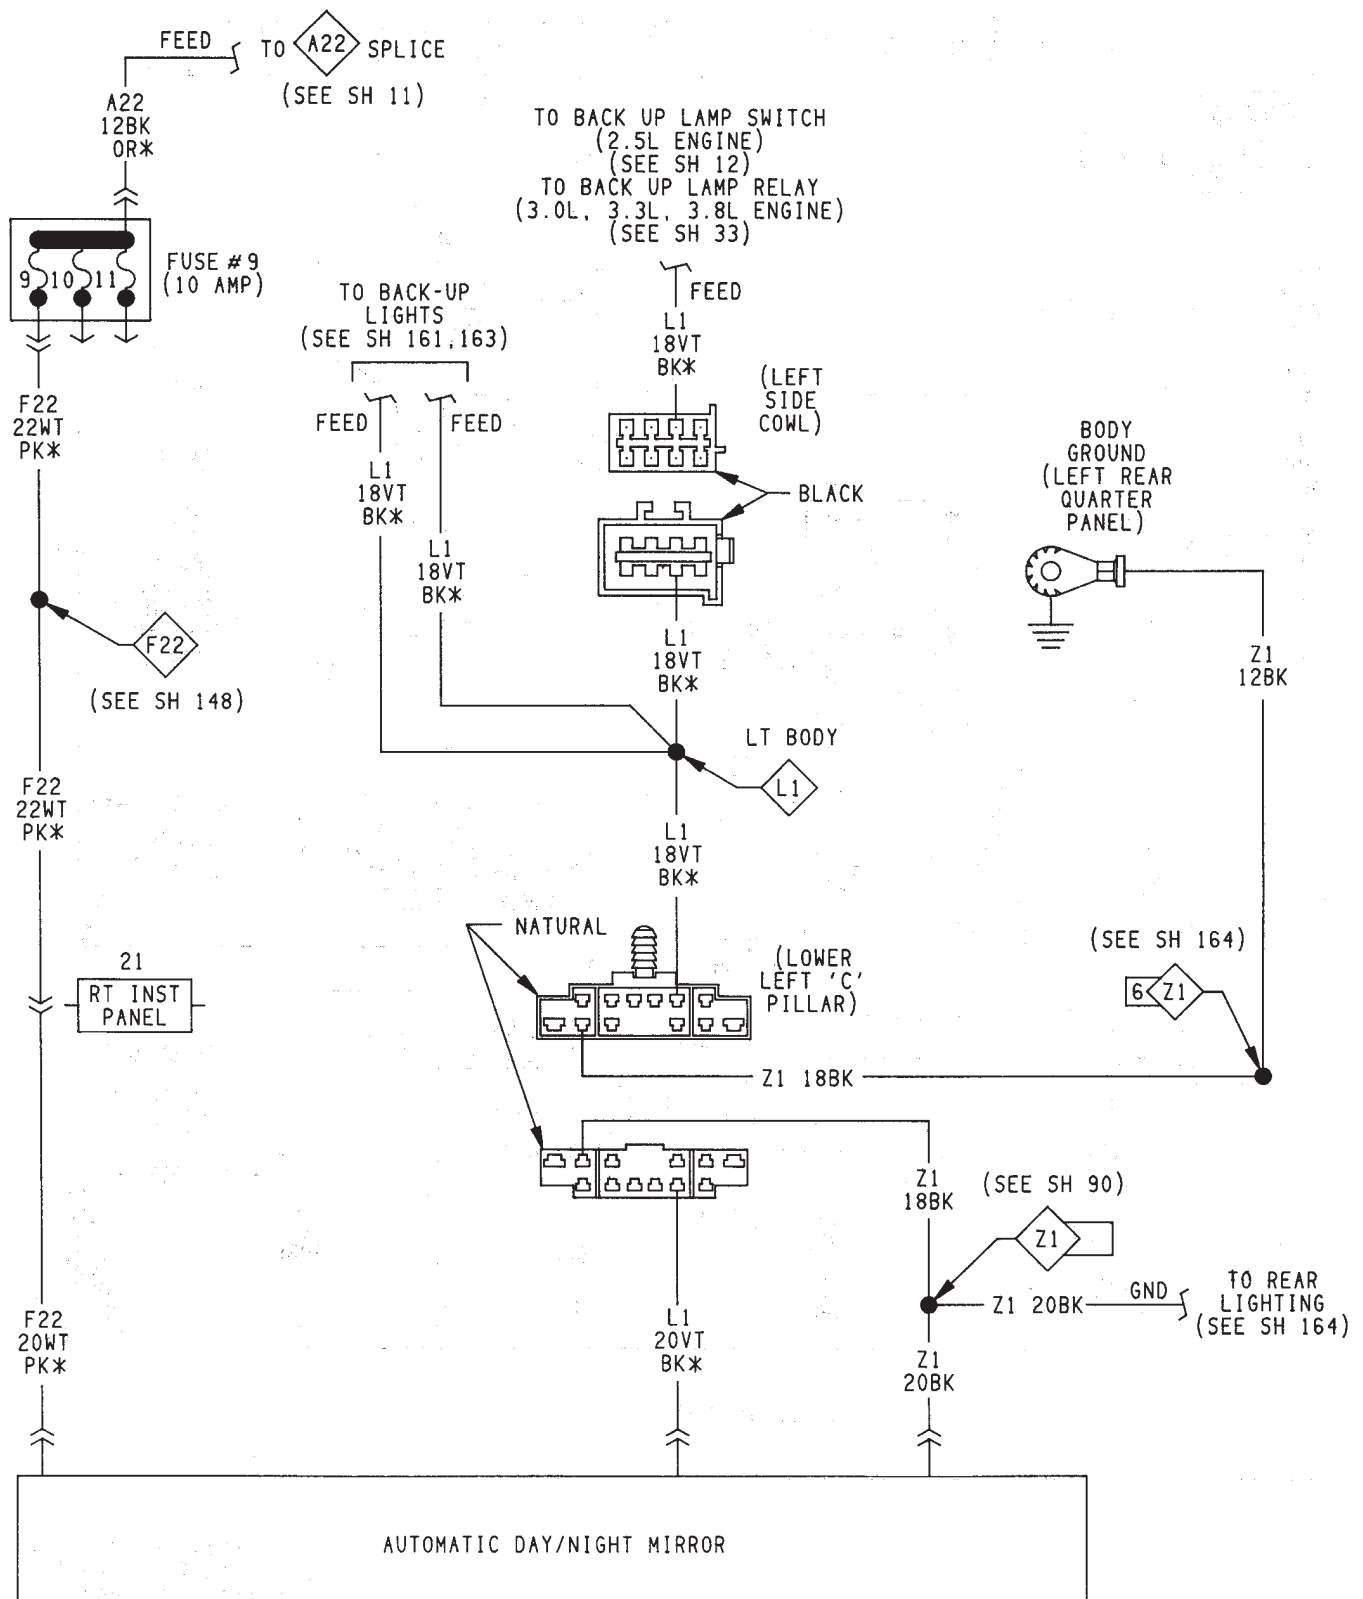 FEED
TO A22 SPLICE
(SEE SH 11)
A22
12BK
OR*
9 10 11
FUSE #9
(10 AMP)
F22
22WT
PK*
F22
(SEE SH 148)
F22
22WT
PK*
21
RT INST
PANEL
F22
20WT
PK*
TO BACK-UP
LIGHTS
(SEE SH 161,163)
FEED
FEED
L1
18VT
BK*
L1
18VT
BK*
TO BACK UP LAMP SWITCH
(2.5L ENGINE)
(SEE SH 12)
TO BACK UP LAMP RELAY
(3.0L, 3.3L, 3.8L ENGINE)
(SEE SH 33)
FEED
L1
18VT
BK*
(LEFT
SIDE
COWL)
BLACK
L1
18VT
BK*
LT BODY
L1
L1
18VT
BK*
NATURAL
(LOWER
LEFT 'C'
PILLAR)
BODY
GROUND
(LEFT REAR
QUARTER
PANEL)
Z1
12BK
(SEE SH 164)
6 Z1
Z1 18BK
Z1
18BK
(SEE SH 90)
Z1
Z1 20BK
GND
TO REAR
LIGHTING
(SEE SH 164)
L1
20VT
BK*
Z1
20BK
AUTOMATIC DAY/NIGHT MIRROR